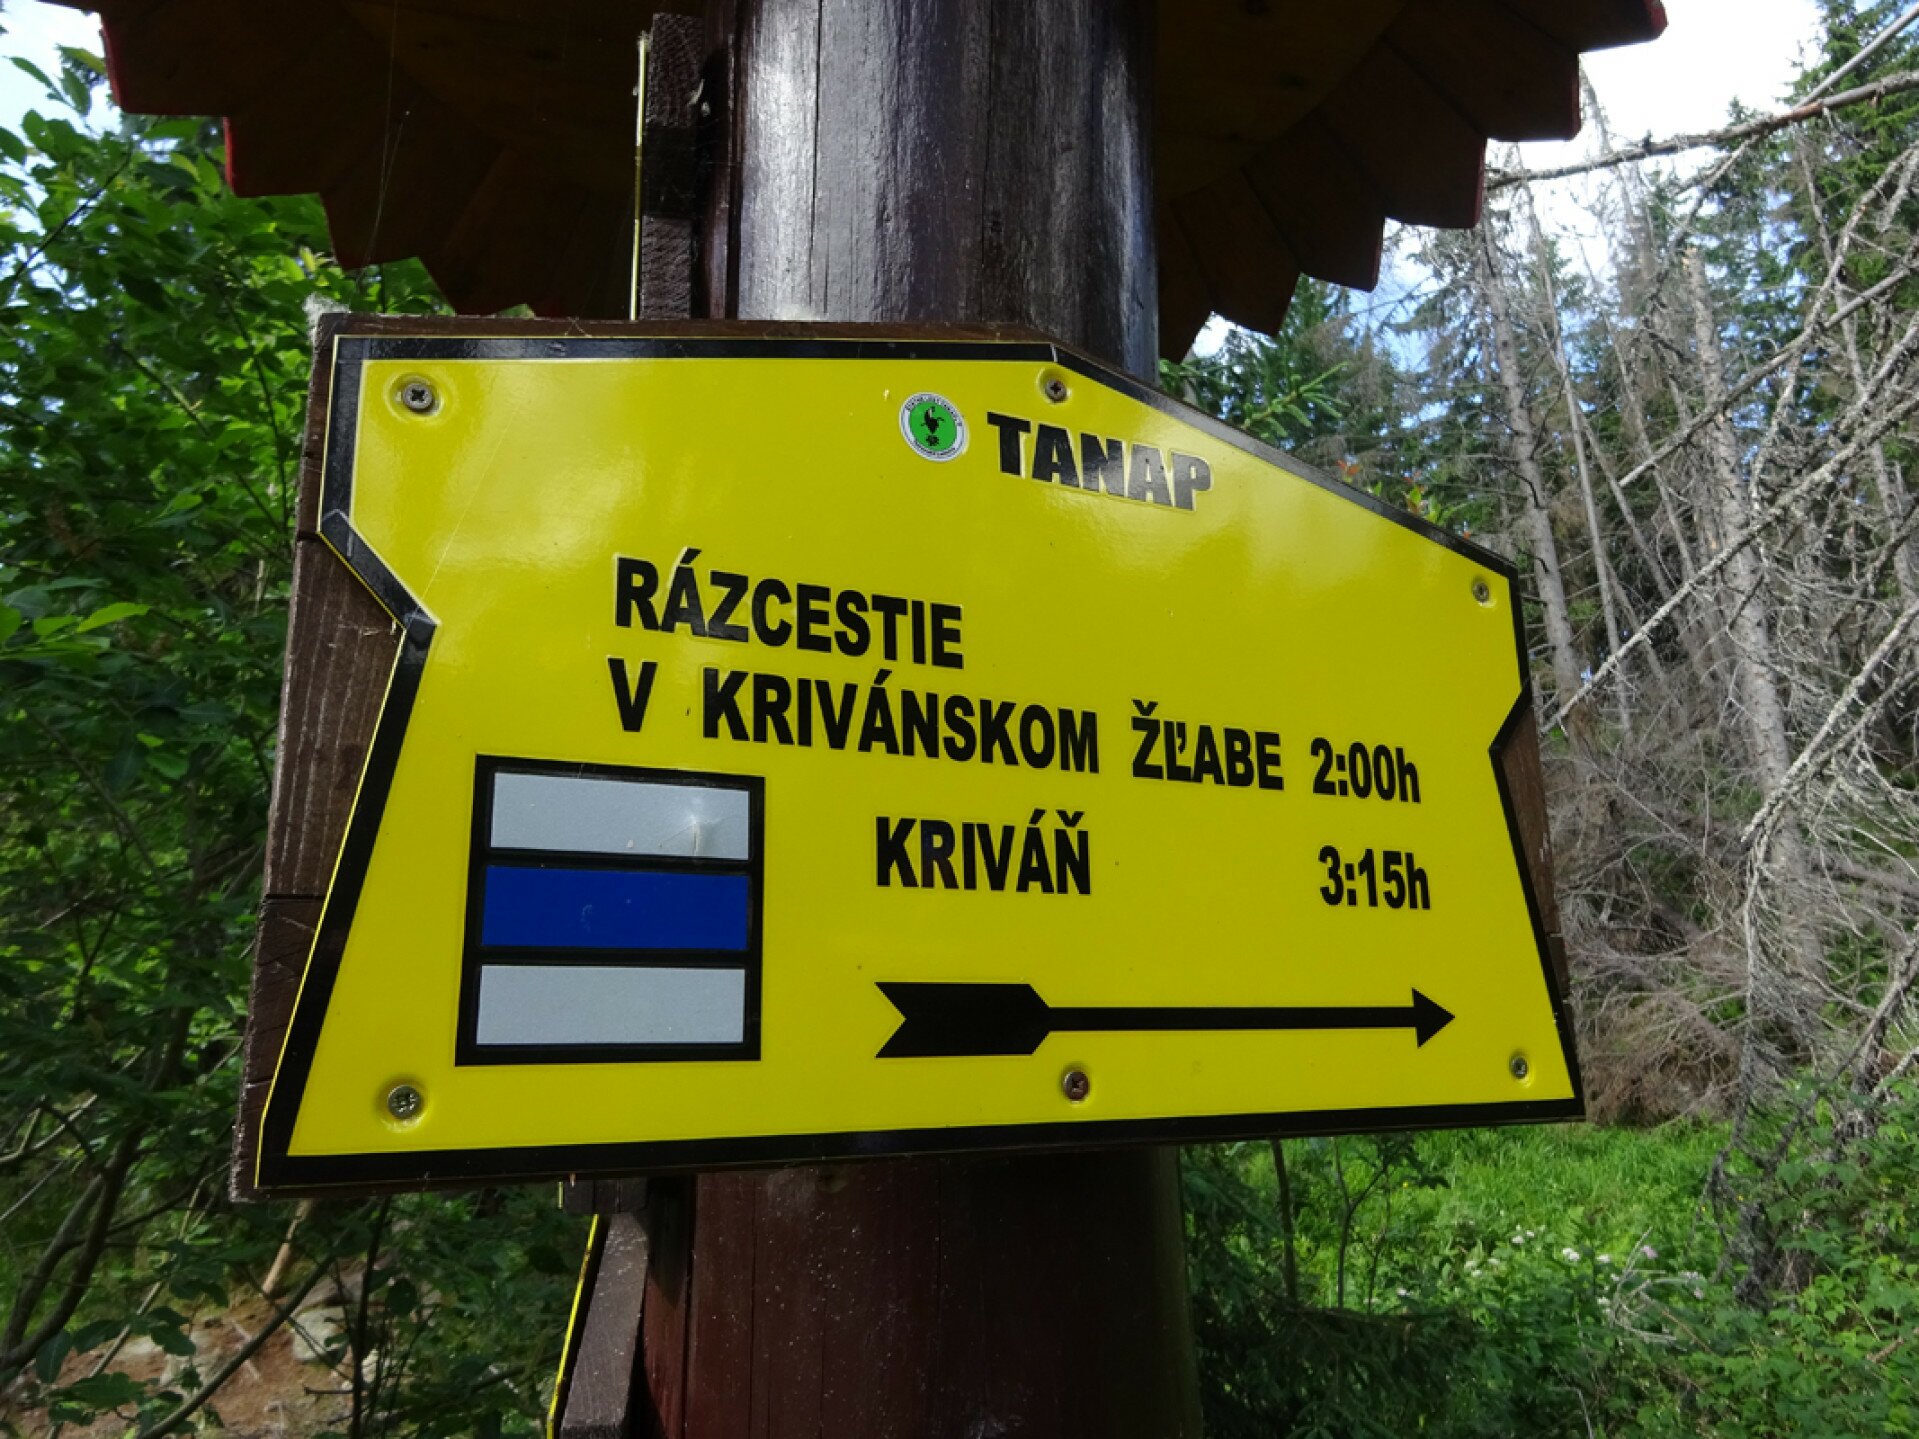 TANAP
RÁZCESTIE
V KRIVÁNSKOM ŽĽABE 2:00h
KRIVÁŇ 3:15h